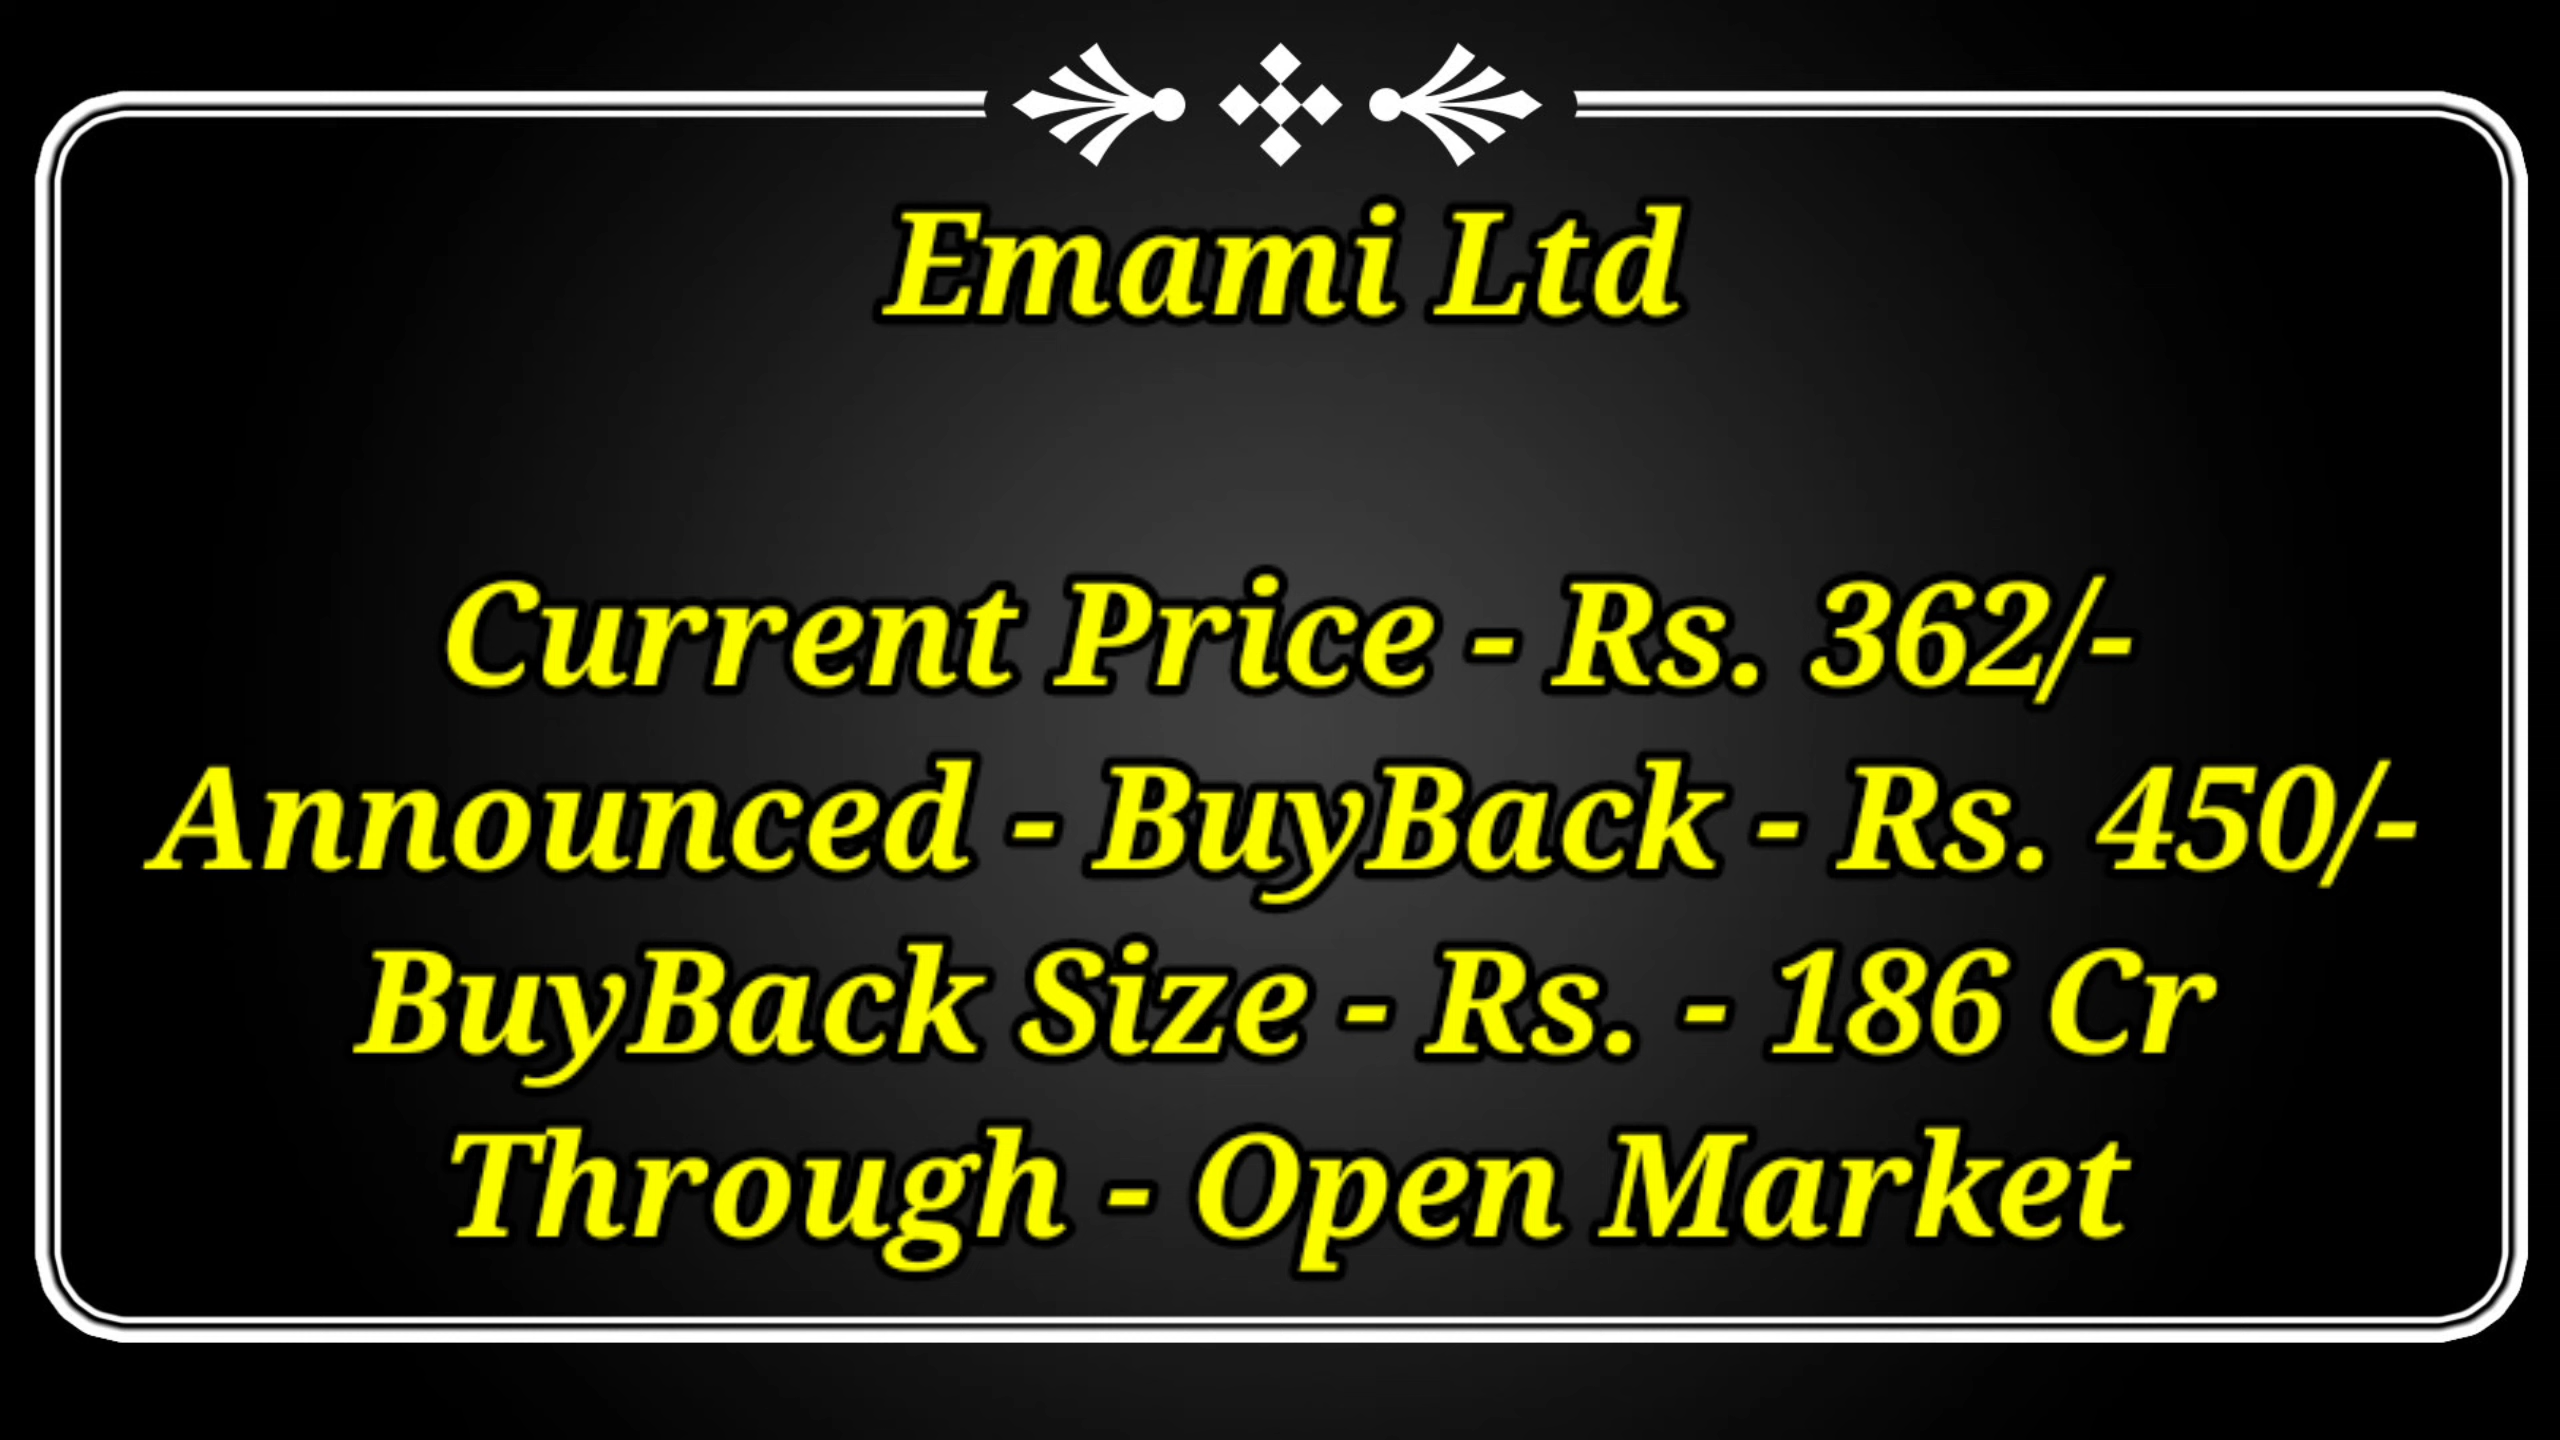 Emami Ltd
Current Price - Rs. 362/-
Announced - BuyBack - Rs. 450/-
BuyBack Size - Rs. - 186 Cr
Through - Open Market